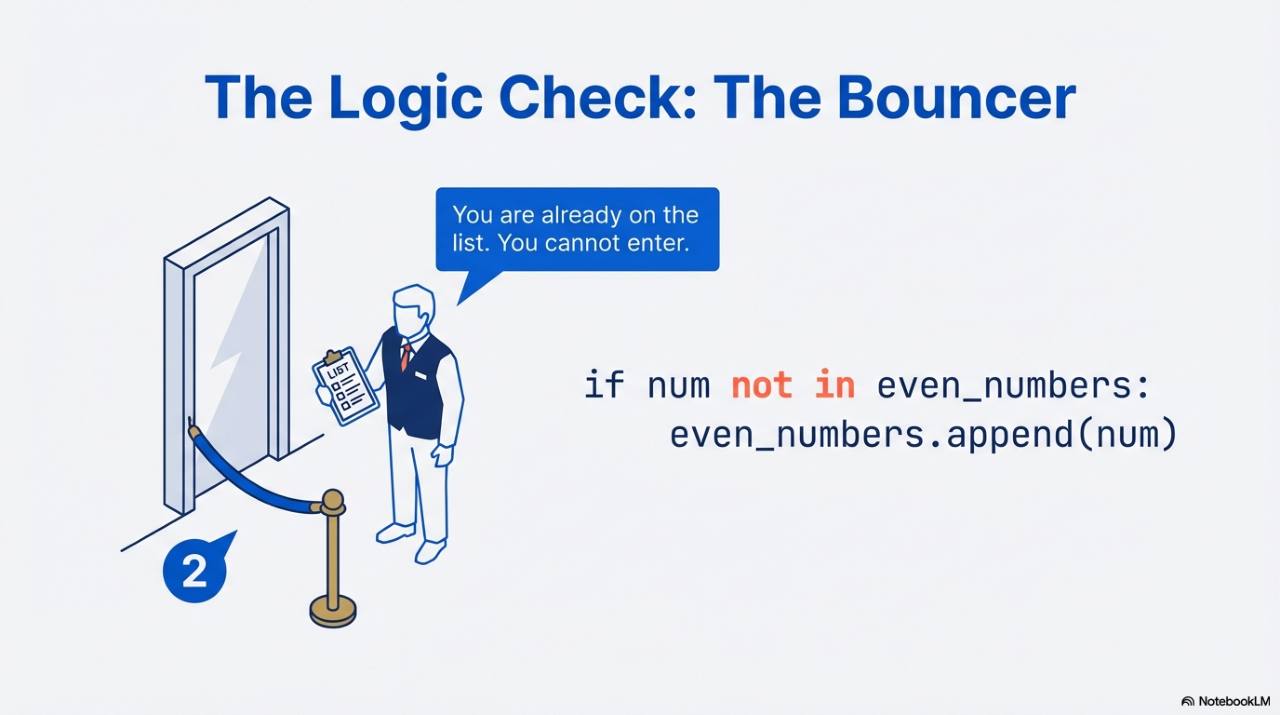 The Logic Check: The Bouncer
You are already on the
list. You cannot enter.
LIST
if num not in even_numbers:
even_numbers.append(num)
2
NotebookLM